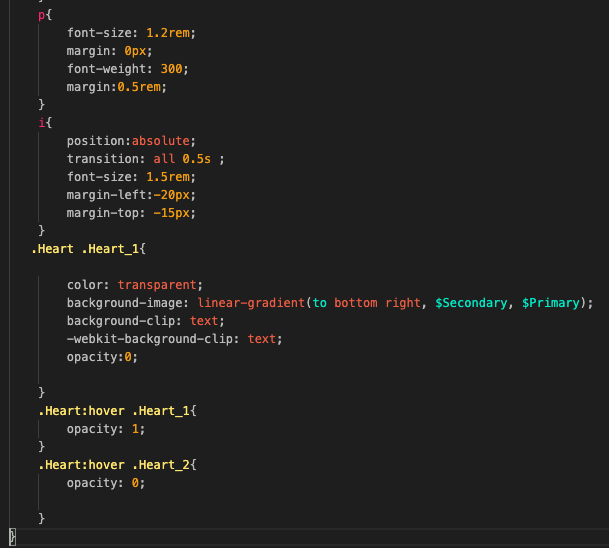 p{
font-size: 1.2rem;
margin: 0px;
font-weight: 300;
margin:0.5rem;
}
i{
position:absolute;
transition: all 0.5s ;
font-size: 1.5rem;
margin-left:-20px;
margin-top: -15px;
}
.Heart .Heart_1{
color: transparent;
background-image: linear-gradient(to bottom right, $Secondary, $Primary);
background-clip: text;
-webkit-background-clip: text;
opacity:0;
}
.Heart:hover .Heart_1{
opacity: 1;
}
.Heart:hover .Heart_2{
opacity: 0;
}
}